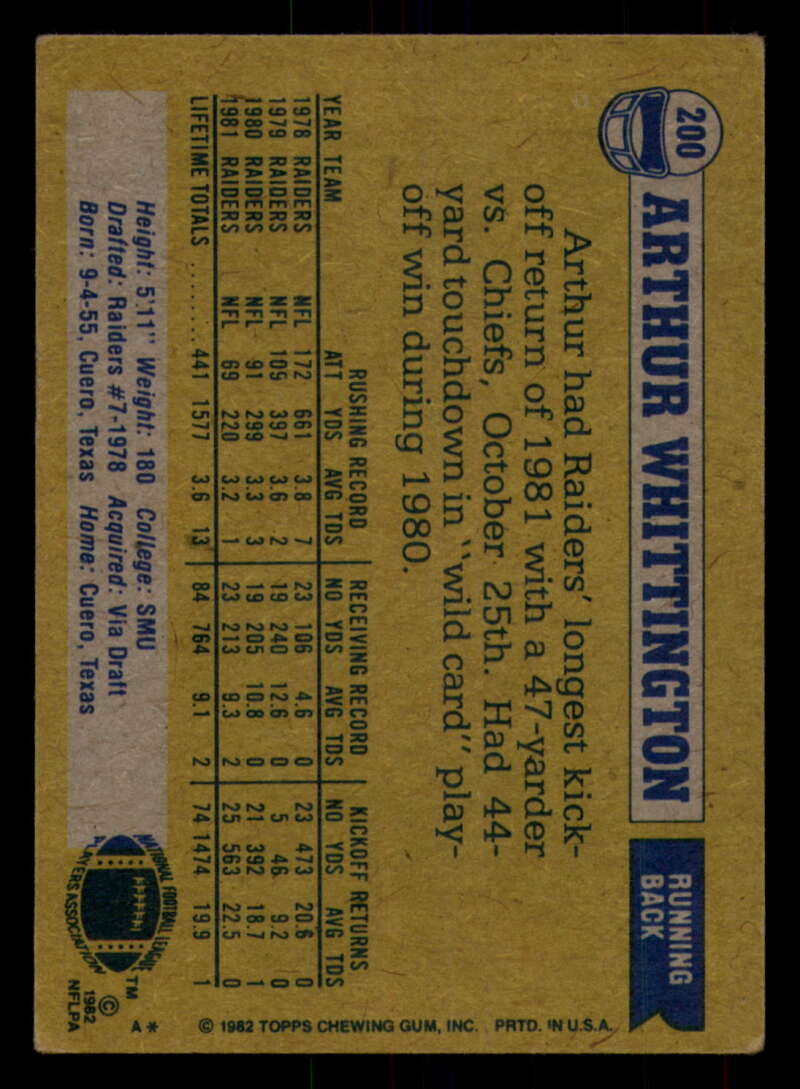 200 ARTHUR WHITTINGTON RUNNING
BACK
Arthur had Raiders' longest kick-
off return of 1981 with a 47-yarder
vs. Chiefs, October 25th. Had 44-
yard touchdown in "wild card" play-
off win during 1980.
RUSHING RECORD RECEIVING RECORD KICKOFF RETURNS
YEAR TEAM ATT YDS AVG TDS NO YDS AVG TDS NO YDS AVG TDS
1978 RAIDERS NFL 172 661 3.8 7 23 106 4.6 0 23 473 20.6 0
1979 RAIDERS NFL 109 397 3.6 2 19 240 12.6 0 5 46 9.2 0
1980 RAIDERS NFL 91 299 3.3 3 19 205 10.8 0 21 392 18.7 1
1981 RAIDERS NFL 69 220 3.2 1 23 213 9.3 2 25 563 22.5 0
LIFETIME TOTALS ........ 441 1577 3.6 13 84 764 9.1 2 74 1474 19.9 1
Height: 5'11" Weight: 180 College: SMU
Drafted: Raiders #7-1978 Acquired: Via Draft
Born: 9-4-55, Cuero, Texas Home: Cuero, Texas
NATIONAL FOOTBALL LEAGUE
PLAYERS ASSOCIATION
TM
©
1982
NFLPA
A* © 1982 TOPPS CHEWING GUM, INC. PRTD. IN U.S.A.